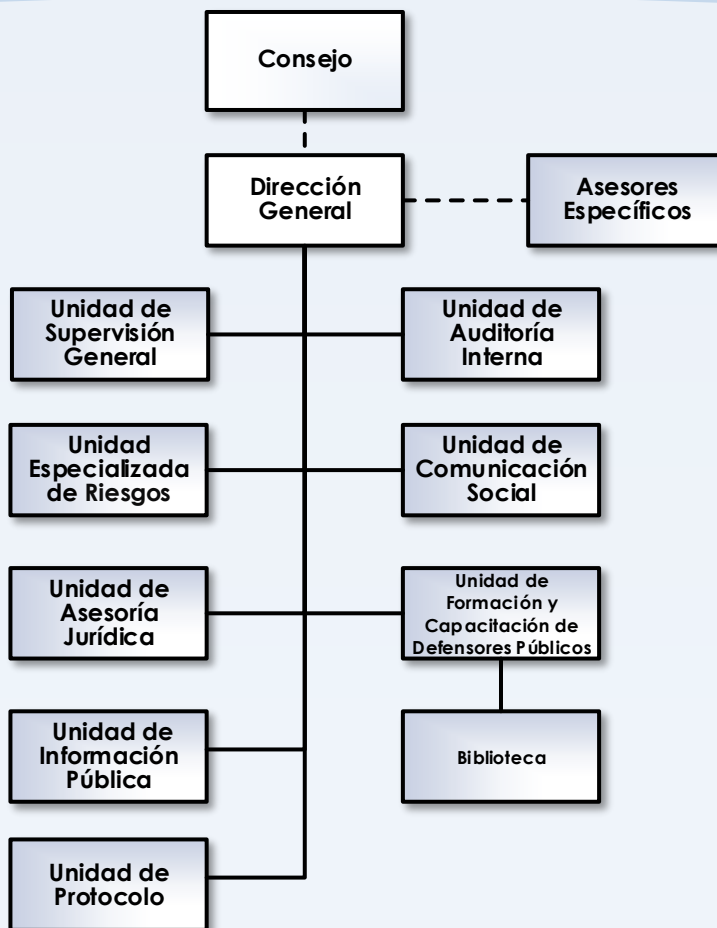 Consejo
Dirección
General
Asesores
Específicos
Unidad de
Supervisión
General
Unidad de
Auditoría
Interna
Unidad
Especializada
de Riesgos
Unidad de
Comunicación
Social
Unidad de
Asesoría
Jurídica
Unidad de
Formación y
Capacitación de
Defensores Públicos
Unidad de
Información
Pública
Biblioteca
Unidad de
Protocolo